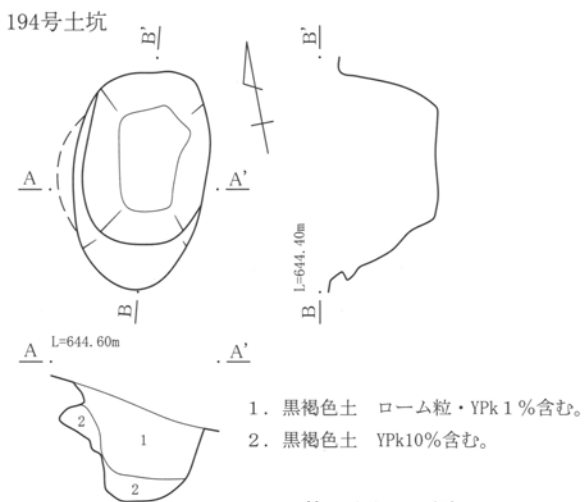 194号土坑
B'
B'
A
A'
L=644.40m
B
B
A
L=644.60m
A'
2
1
2
1. 黒褐色土 ローム粒・YPk1%含む。
2. 黒褐色土 YPk10%含む。